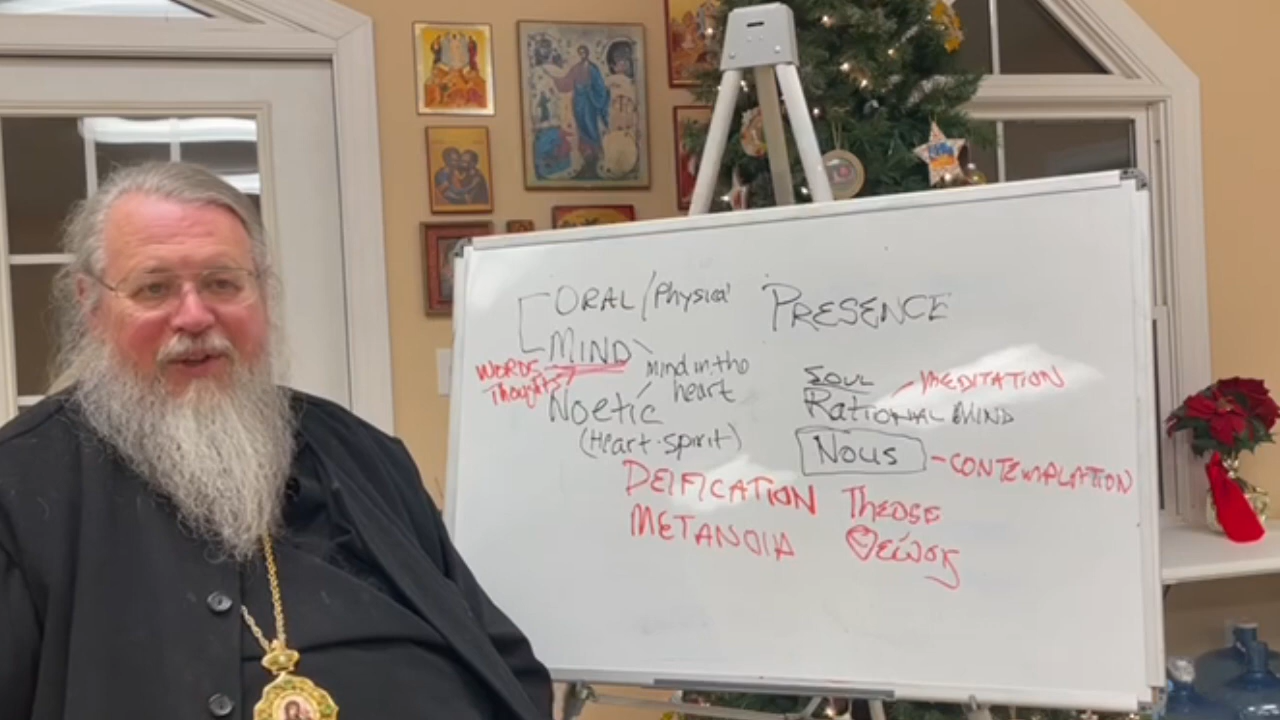 ORAL / Physical PRESENCE
MIND
WORDS
Thoughts
mind in the
heart
Noetic
(Heart-spirit)
SOUL
MEDITATION
RATIONAL MIND
NOUS - CONTEMPLATION
DEIFICATION THEOSE
METANOIA Θείωσις